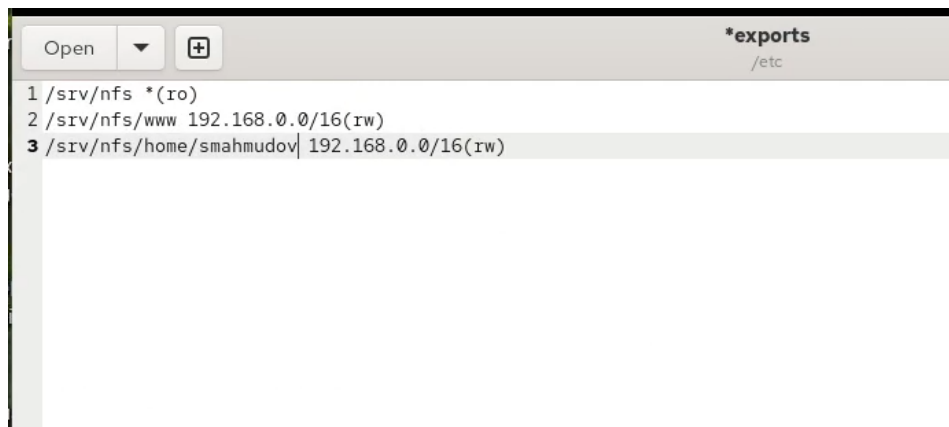 Open
*exports
/etc
1 /srv/nfs *(ro)
2 /srv/nfs/www 192.168.0.0/16(rw)
3 /srv/nfs/home/smahmudov 192.168.0.0/16(rw)